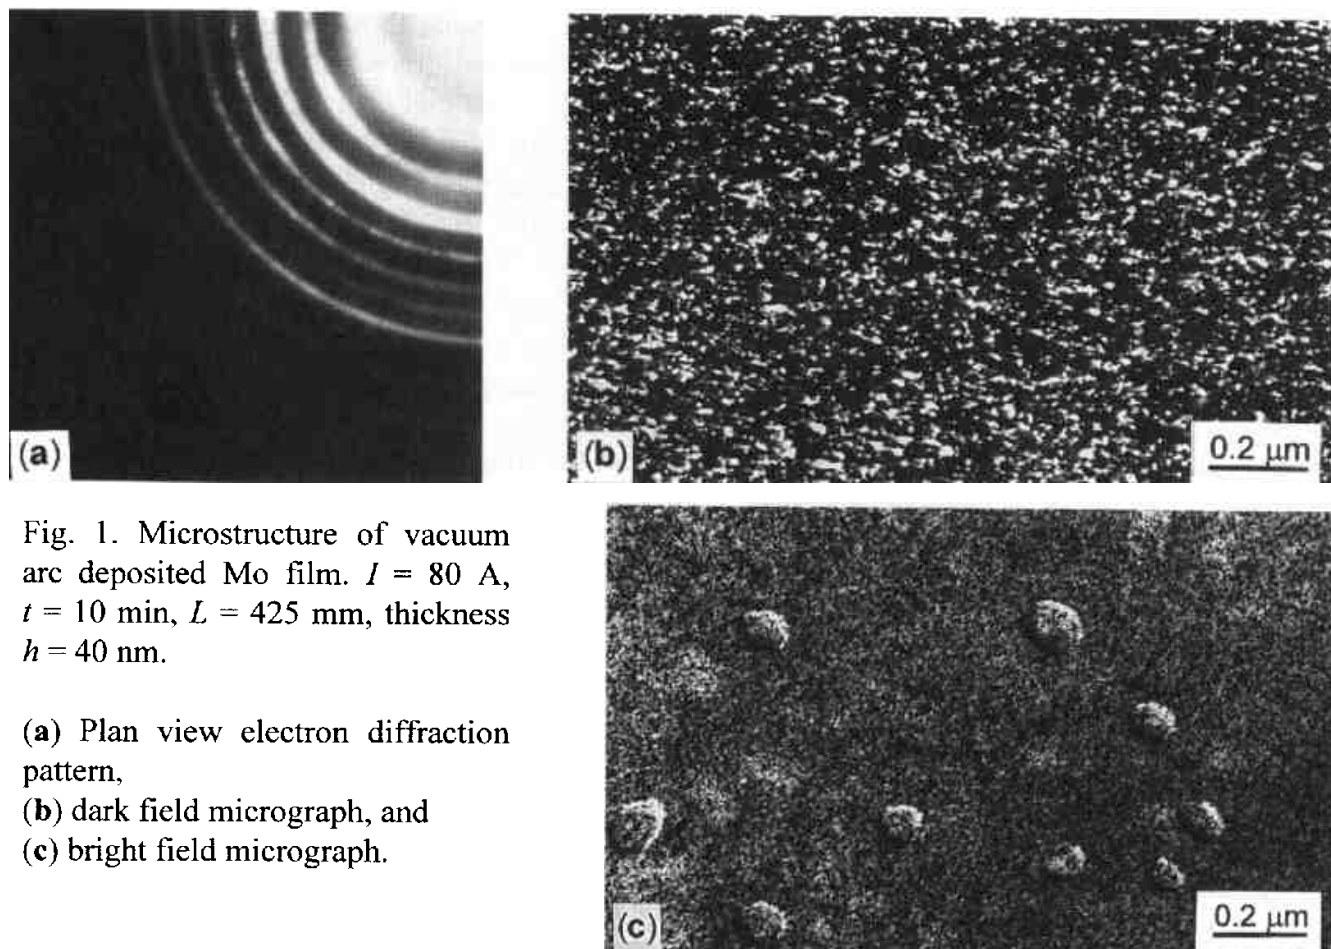 (a)
(b)
0.2 μm
Fig. 1. Microstructure of vacuum
arc deposited Mo film. I = 80 A,
t = 10 min, L = 425 mm, thickness
h = 40 nm.
(a) Plan view electron diffraction
pattern,
(b) dark field micrograph, and
(c) bright field micrograph.
(c)
0.2 μm